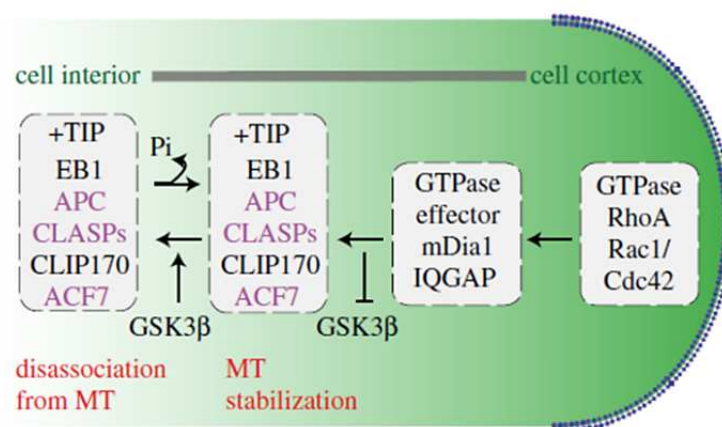 cell interior
cell cortex
+TIP
EB1
APC
CLASPs
CLIP170
ACF7
Pi
+TIP
EB1
APC
CLASPs
CLIP170
ACF7
GTPase
effector
mDia1
IQGAP
GTPase
RhoA
Rac1/
Cdc42
GSK3β
GSK3β
disassociation
from MT
MT
stabilization